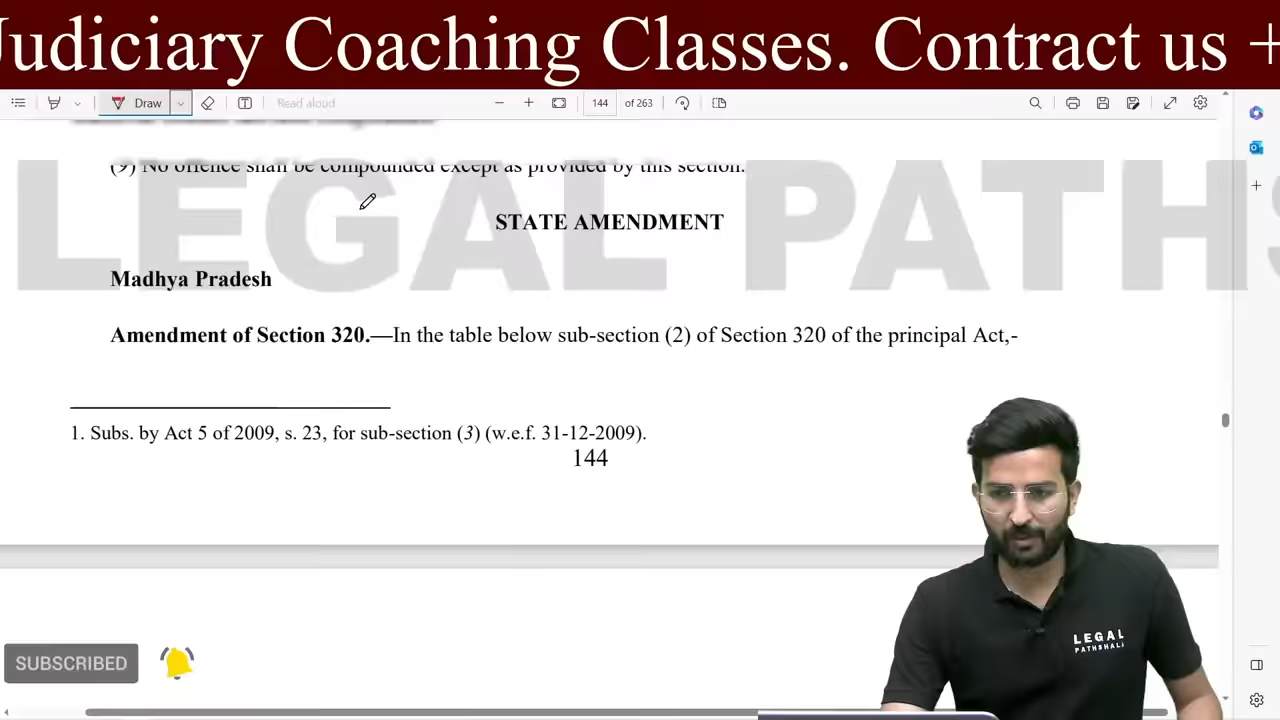 Judiciary Coaching Classes. Contract us +
Draw
Read aloud
144 of 263
(9) No offence shall be compounded except as provided by this section.
LEGAL PATHS
STATE AMENDMENT
Madhya Pradesh
Amendment of Section 320.—In the table below sub-section (2) of Section 320 of the principal Act,-
1. Subs. by Act 5 of 2009, s. 23, for sub-section (3) (w.e.f. 31-12-2009).
144
LEGAL
PATHSHALA
SUBSCRIBED